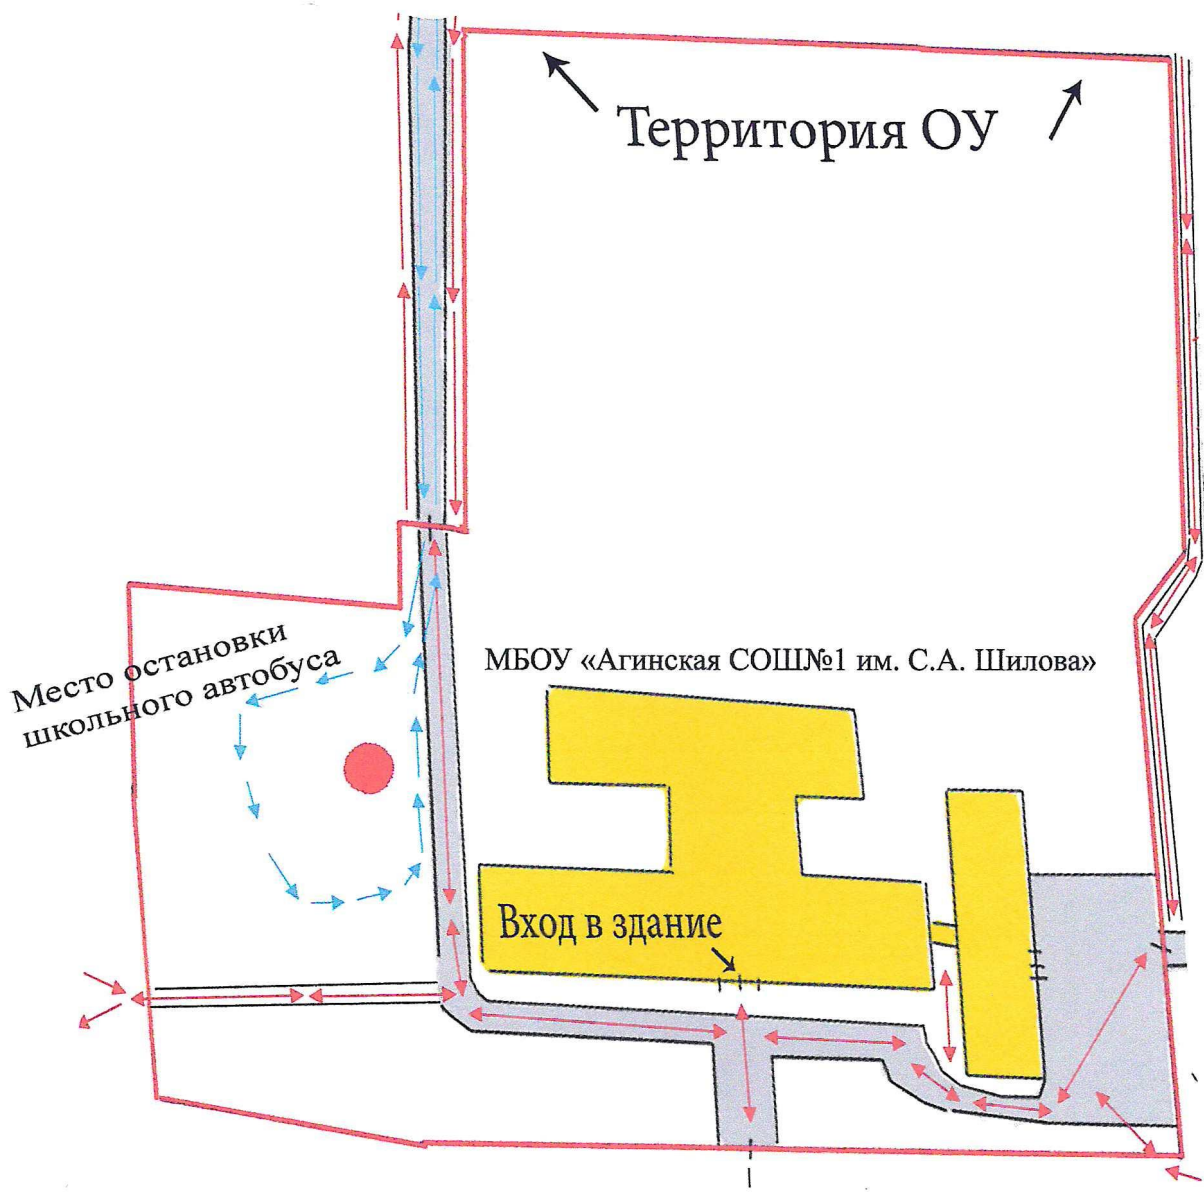 Территория ОУ
Место остановки
школьного автобуса
МБОУ «Агинская СОШ№1 им. С.А. Шилова»
Вход в здание